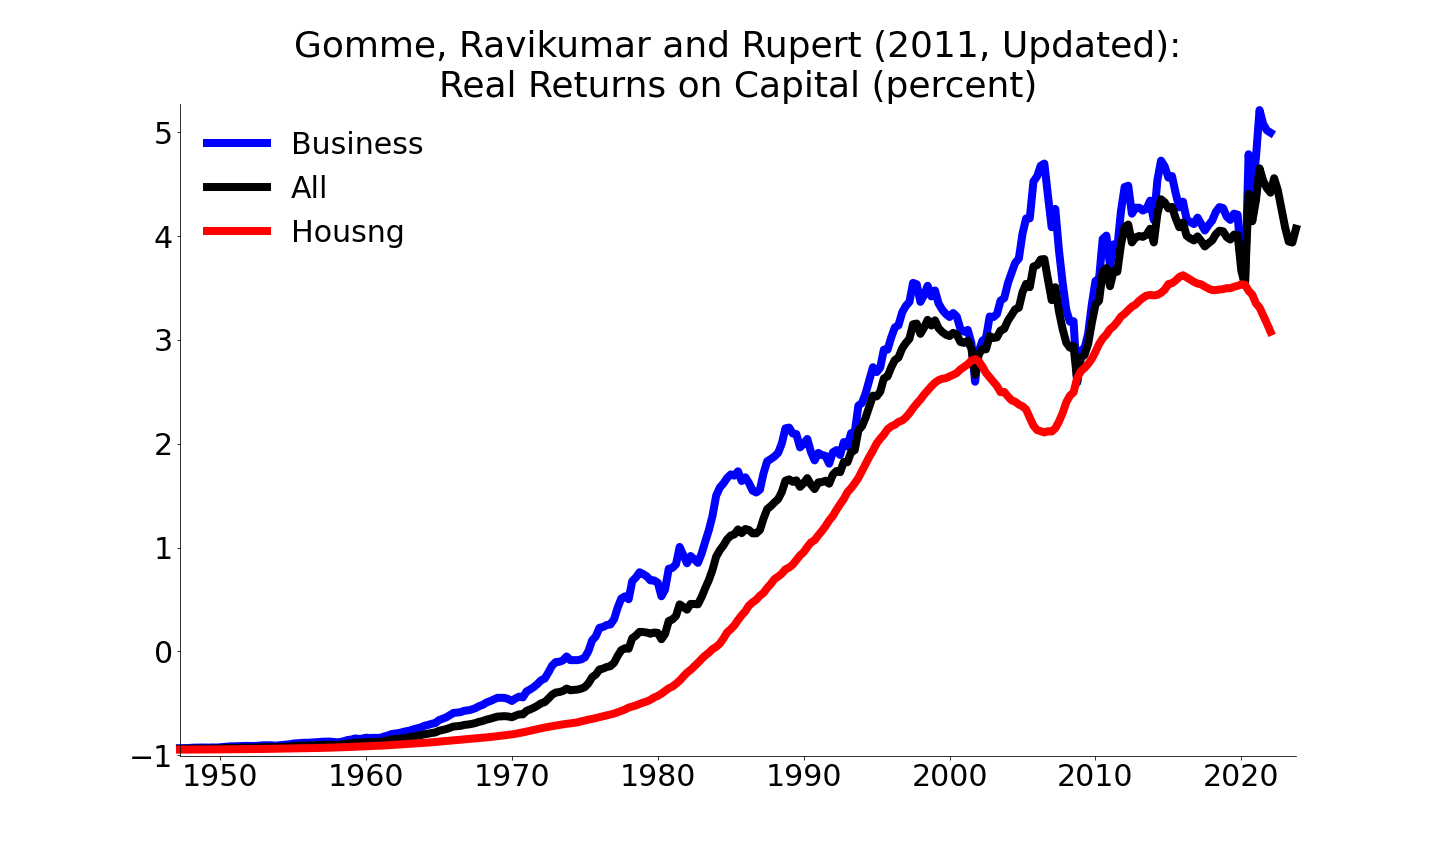 Gomme, Ravikumar and Rupert (2011, Updated):
Real Returns on Capital (percent)
Business
All
Housng
5
4
3
2
1
0
−1
1950 1960 1970 1980 1990 2000 2010 2020